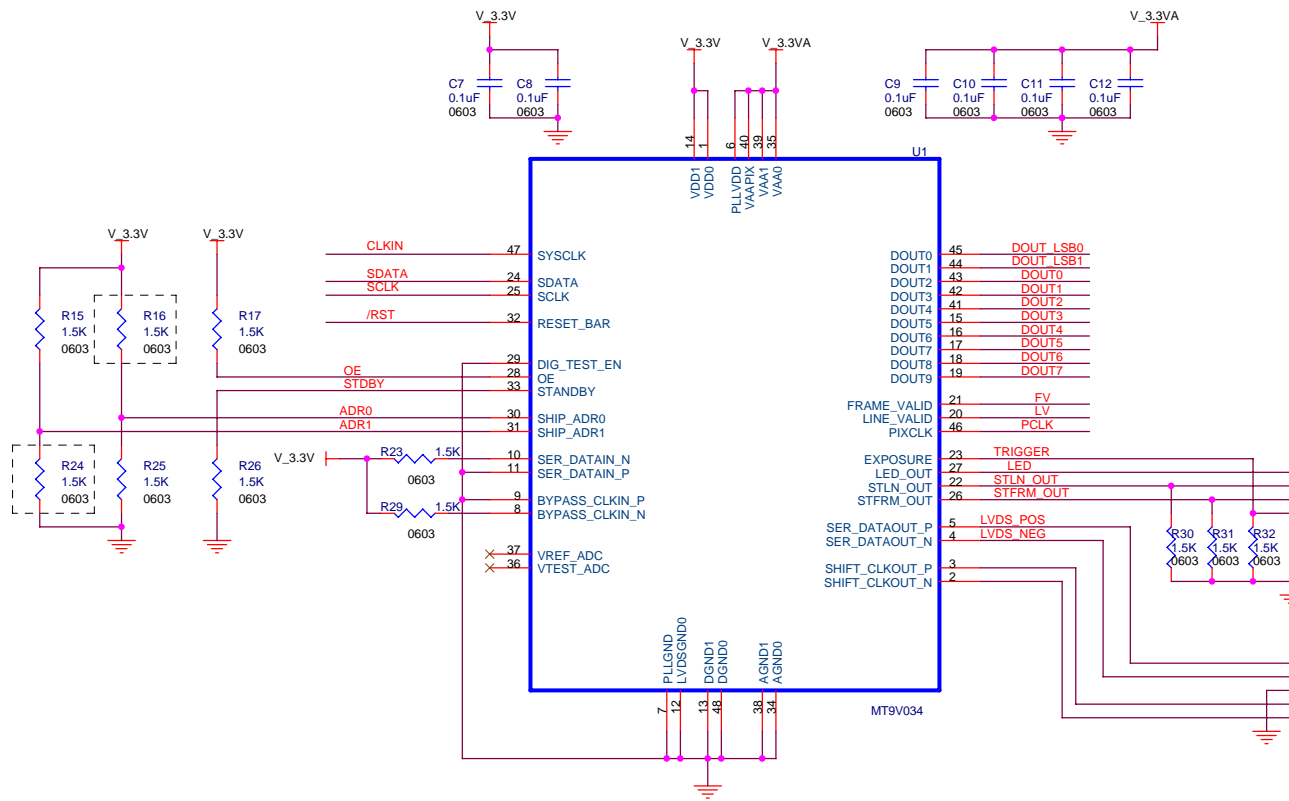 V_3.3V
V_3.3VA
V_3.3V
V_3.3VA
C7
0.1uF
0603
C8
0.1uF
0603
C9
0.1uF
0603
C10
0.1uF
0603
C11
0.1uF
0603
C12
0.1uF
0603
14
1
6
40
39
35
U1
VDD1
VDD0
PLLVDD
VAAPIX
VAA1
VAA0
V_3.3V
V_3.3V
CLKIN
47
SYSCLK
SDATA
24
SDATA
SCLK
25
SCLK
/RST
32
RESET_BAR
R15
1.5K
0603
R16
1.5K
0603
R17
1.5K
0603
29
DIG_TEST_EN
OE
28
OE
STDBY
33
STANDBY
ADR0
30
SHIP_ADR0
ADR1
31
SHIP_ADR1
V_3.3V
R23
1.5K
0603
10
SER_DATAIN_N
11
SER_DATAIN_P
R24
1.5K
0603
R25
1.5K
0603
R26
1.5K
0603
9
BYPASS_CLKIN_P
8
BYPASS_CLKIN_N
R29
1.5K
0603
37
VREF_ADC
36
VTEST_ADC
DOUT0
45
DOUT_LSB0
DOUT1
44
DOUT_LSB1
DOUT2
43
DOUT0
DOUT3
42
DOUT1
DOUT4
41
DOUT2
DOUT5
15
DOUT3
DOUT6
16
DOUT4
DOUT7
17
DOUT5
DOUT8
18
DOUT6
DOUT9
19
DOUT7
FRAME_VALID
21
FV
LINE_VALID
20
LV
PIXCLK
46
PCLK
EXPOSURE
23
TRIGGER
LED_OUT
27
LED
STLN_OUT
22
STLN_OUT
STFRM_OUT
26
STFRM_OUT
SER_DATAOUT_P
5
LVDS_POS
SER_DATAOUT_N
4
LVDS_NEG
SHIFT_CLKOUT_P
3
SHIFT_CLKOUT_N
2
R30
1.5K
0603
R31
1.5K
0603
R32
1.5K
0603
PLLGND
LVDSGND0
DGND1
DGND0
AGND1
AGND0
7
12
13
48
38
34
MT9V034